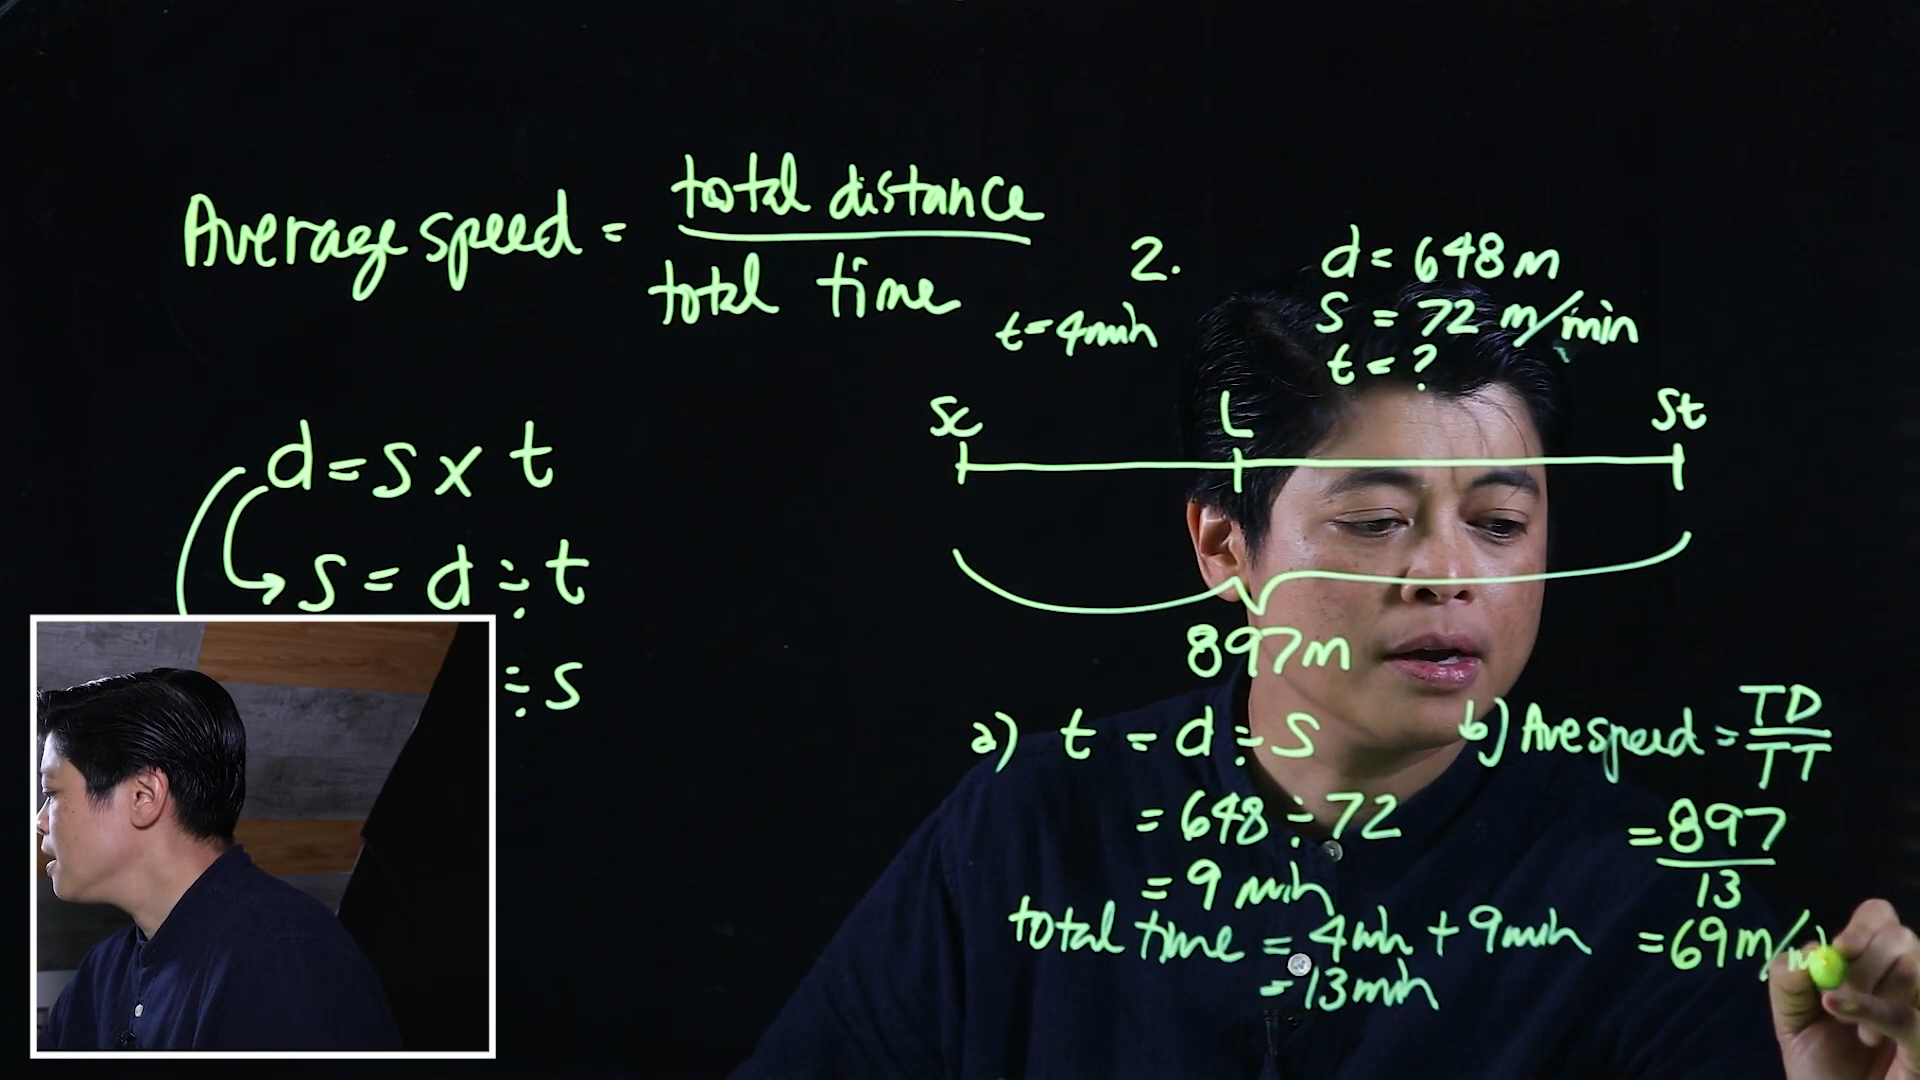 Average speed = total distance / total time
d = s x t
s = d ÷ t
÷ s
2.
d = 648 m
t = 4 min
s = 72 m/min
t = ?
Sc L St
897m
a) t = d ÷ s
= 648 ÷ 72
= 9 min
total time = 4 min + 9 min
= 13 min
b) Ave speed = TD / TT
= 897 / 13
= 69 m/